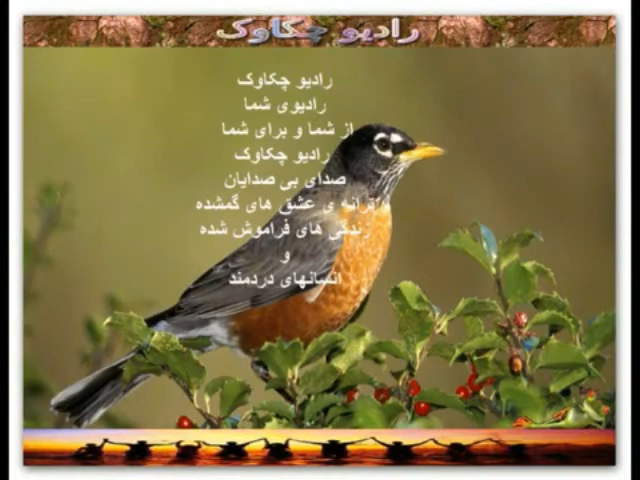 رادیو چکاوک
رادیو چکاوک
رادیوی شما
از شما و برای شما
رادیو چکاوک
صدای بی صدایان
ترانه ی عشق های گمشده
زندگی های فراموش شده
و
انسانهای دردمند